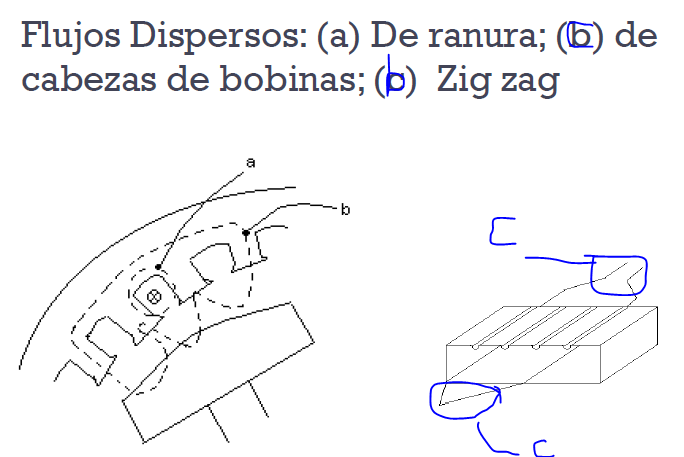 Flujos Dispersos: (a) De ranura; (c) de
cabezas de bobinas; (b) Zig zag
a
b
C
C